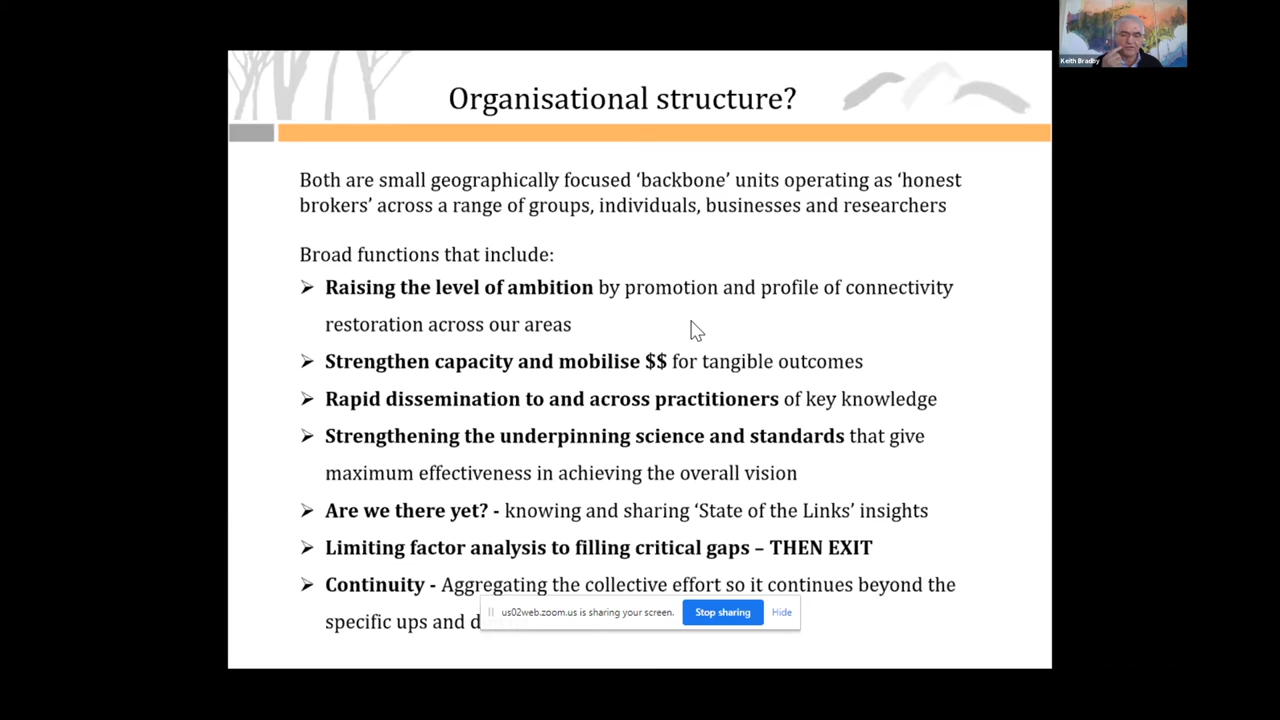 Keith Bradby
Organisational structure?
Both are small geographically focused ‘backbone’ units operating as ‘honest
brokers’ across a range of groups, individuals, businesses and researchers
Broad functions that include:
➢ Raising the level of ambition by promotion and profile of connectivity
restoration across our areas
➢ Strengthen capacity and mobilise $$ for tangible outcomes
➢ Rapid dissemination to and across practitioners of key knowledge
➢ Strengthening the underpinning science and standards that give
maximum effectiveness in achieving the overall vision
➢ Are we there yet? - knowing and sharing ‘State of the Links’ insights
➢ Limiting factor analysis to filling critical gaps – THEN EXIT
➢ Continuity - Aggregating the collective effort so it continues beyond the
specific ups and
us02web.zoom.us is sharing your screen. Stop sharing Hide